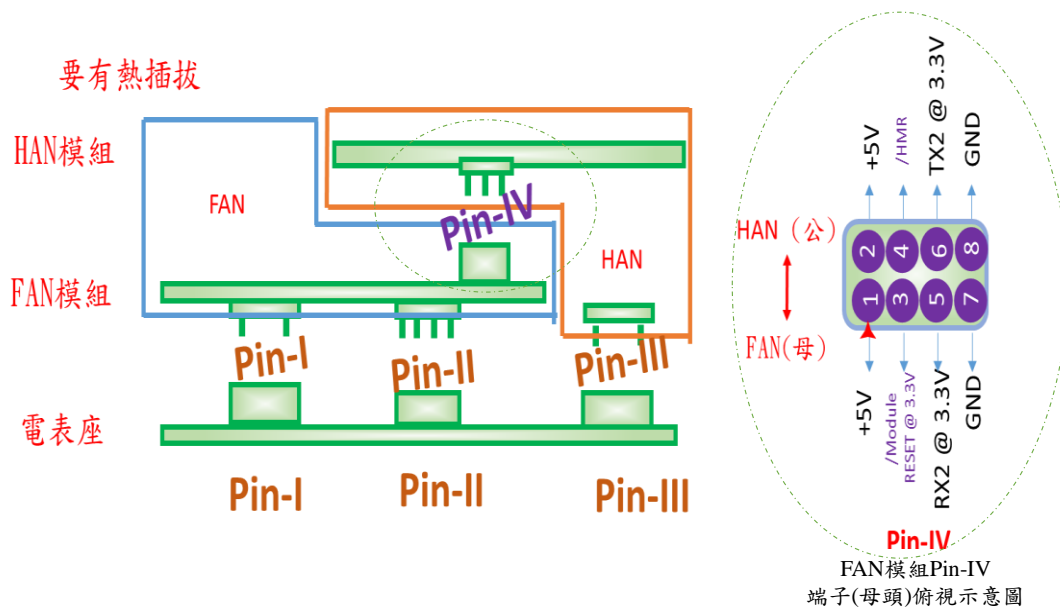 要有熱插拔
HAN模組
FAN
Pin-IV
HAN
FAN模組
Pin-I
Pin-II
Pin-III
電表座
Pin-I
Pin-II
Pin-III
+5V
/HMR
TX2 @ 3.3V
GND
HAN (公)
2
4
6
8
1
3
5
7
FAN(母)
+5V
/Module
RESET @ 3.3V
RX2 @ 3.3V
GND
Pin-IV
FAN模組Pin-IV
端子(母頭)俯視示意圖